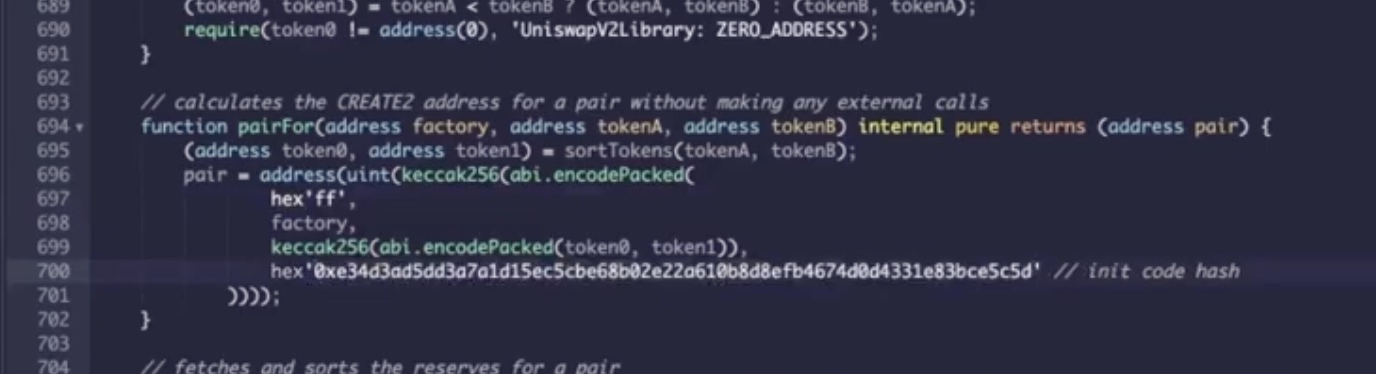 689 (token0, token1) = tokenA < tokenB ? (tokenA, tokenB) : (tokenB, tokenA);
690 require(token0 != address(0), 'UniswapV2Library: ZERO_ADDRESS');
691 }
692
693 // calculates the CREATE2 address for a pair without making any external calls
694 function pairFor(address factory, address tokenA, address tokenB) internal pure returns (address pair) {
695 (address token0, address token1) = sortTokens(tokenA, tokenB);
696 pair = address(uint(keccak256(abi.encodePacked(
697 hex'ff',
698 factory,
699 keccak256(abi.encodePacked(token0, token1)),
700 hex'0xe34d3ad5dd3a7a1d15ec5cbe68b02e22a610b8d8efb4674d0d4331e83bce5c5d' // init code hash
701 ))));
702 }
703
704 // fetches and sorts the reserves for a pair